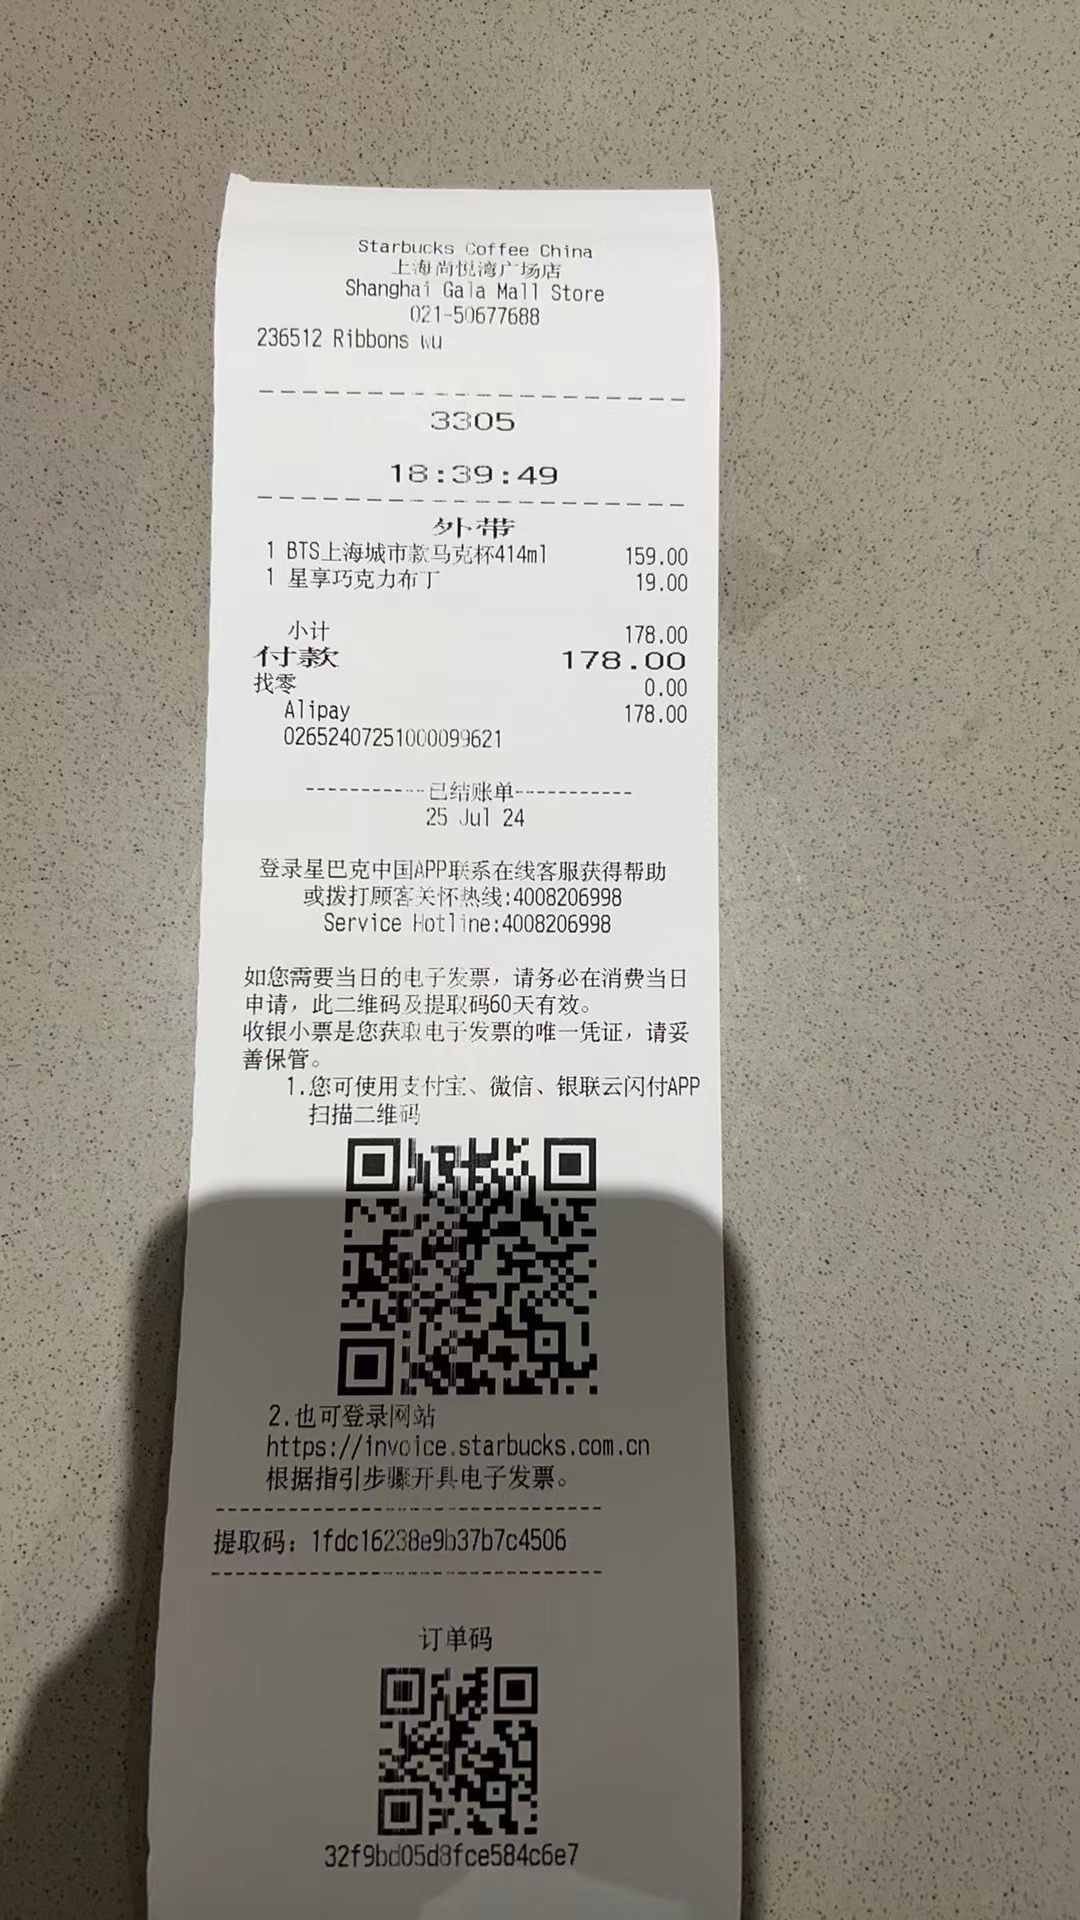 Starbucks Coffee China
上海尚悦湾广场店
Shanghai Gala Mall Store
021-50677688
236512 Ribbons wu
3305
18:39:49
外带
1 BTS上海城市款马克杯414ml 159.00
1 星享巧克力布丁 19.00
小计 178.00
付款 178.00
找零 0.00
Alipay 178.00
02652407251000099621
-----------已结账单-----------
25 Jul 24
登录星巴克中国APP联系在线客服获得帮助
或拨打顾客关怀热线:4008206998
Service Hotline:4008206998
如您需要当日的电子发票，请务必在消费当日
申请，此二维码及提取码60天有效。
收银小票是您获取电子发票的唯一凭证，请妥
善保管。
1.您可使用支付宝、微信、银联云闪付APP
扫描二维码
2.也可登录网站
https://invoice.starbucks.com.cn
根据指引步骤开具电子发票。
提取码：1fdc16238e9b37b7c4506
订单码
32f9bd05d8fce584c6e7